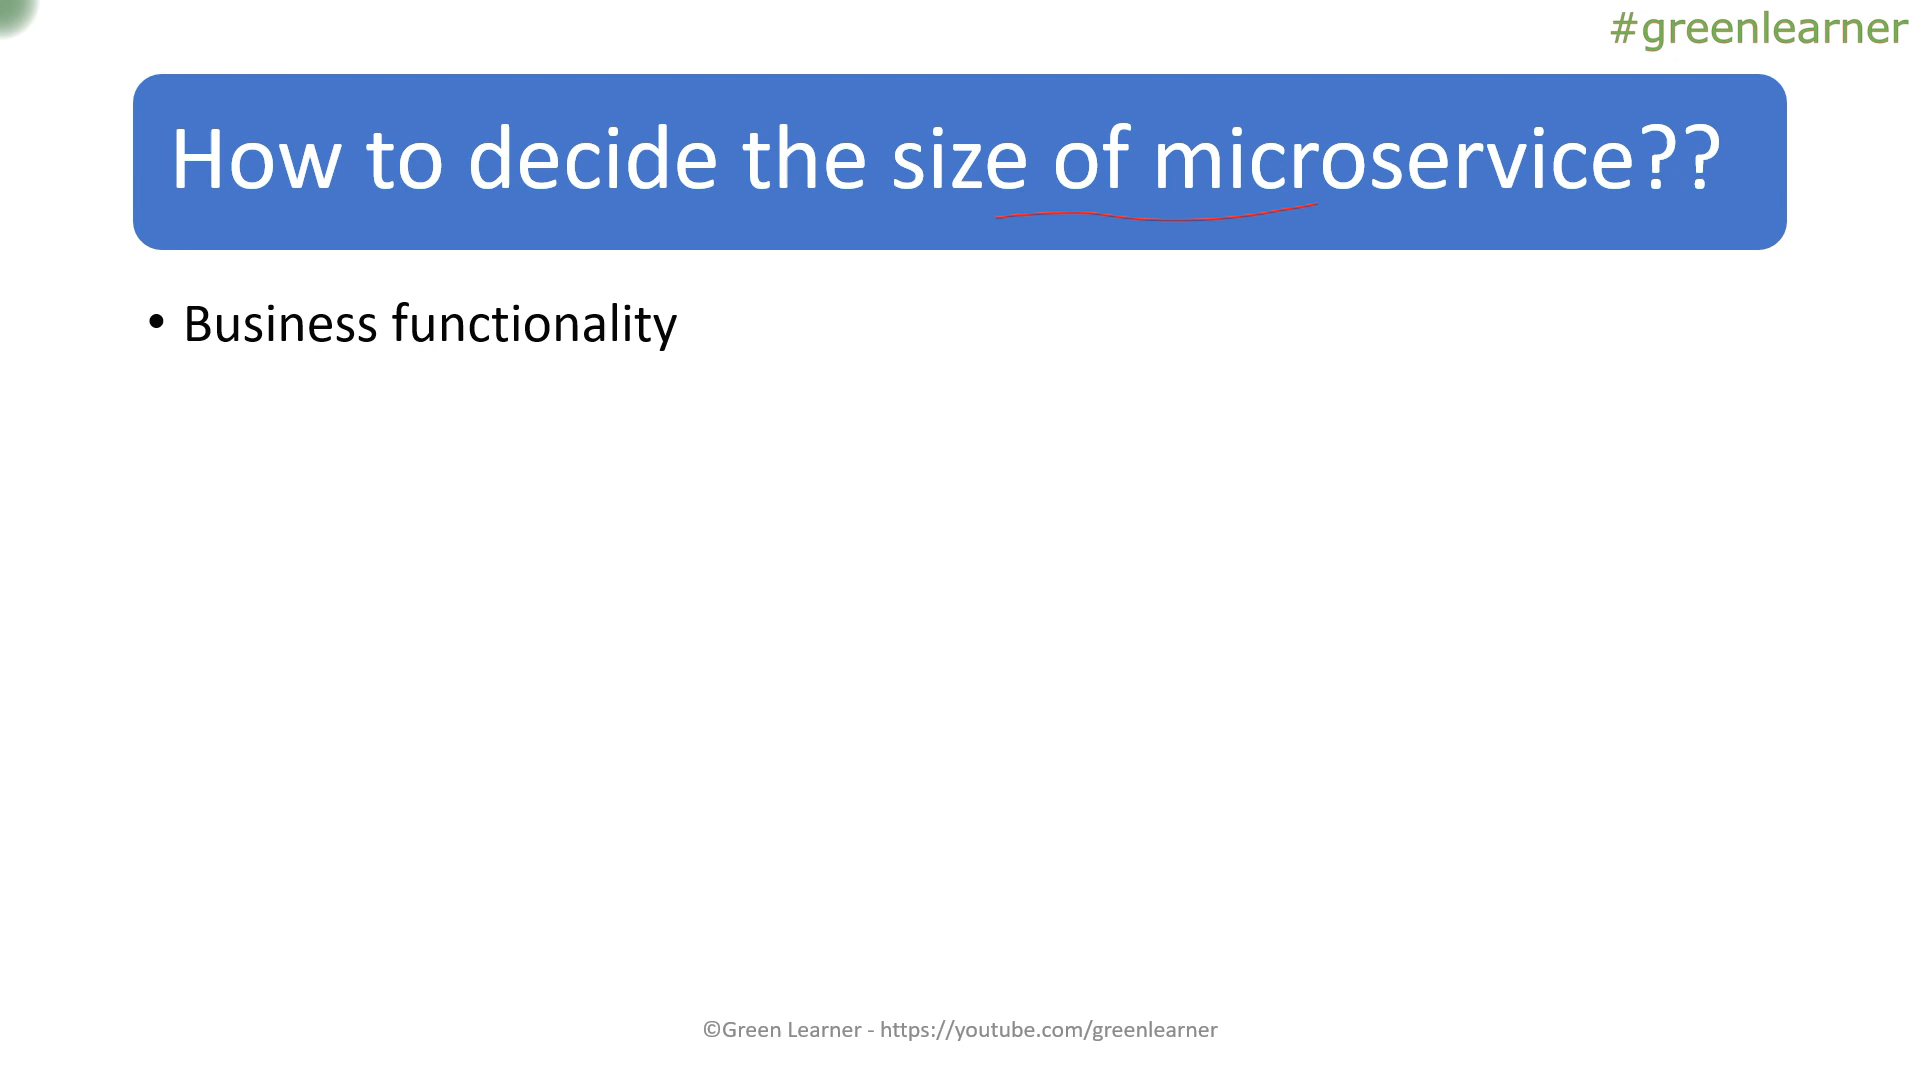 #greenlearner
How to decide the size of microservice??
• Business functionality
©Green Learner - https://youtube.com/greenlearner